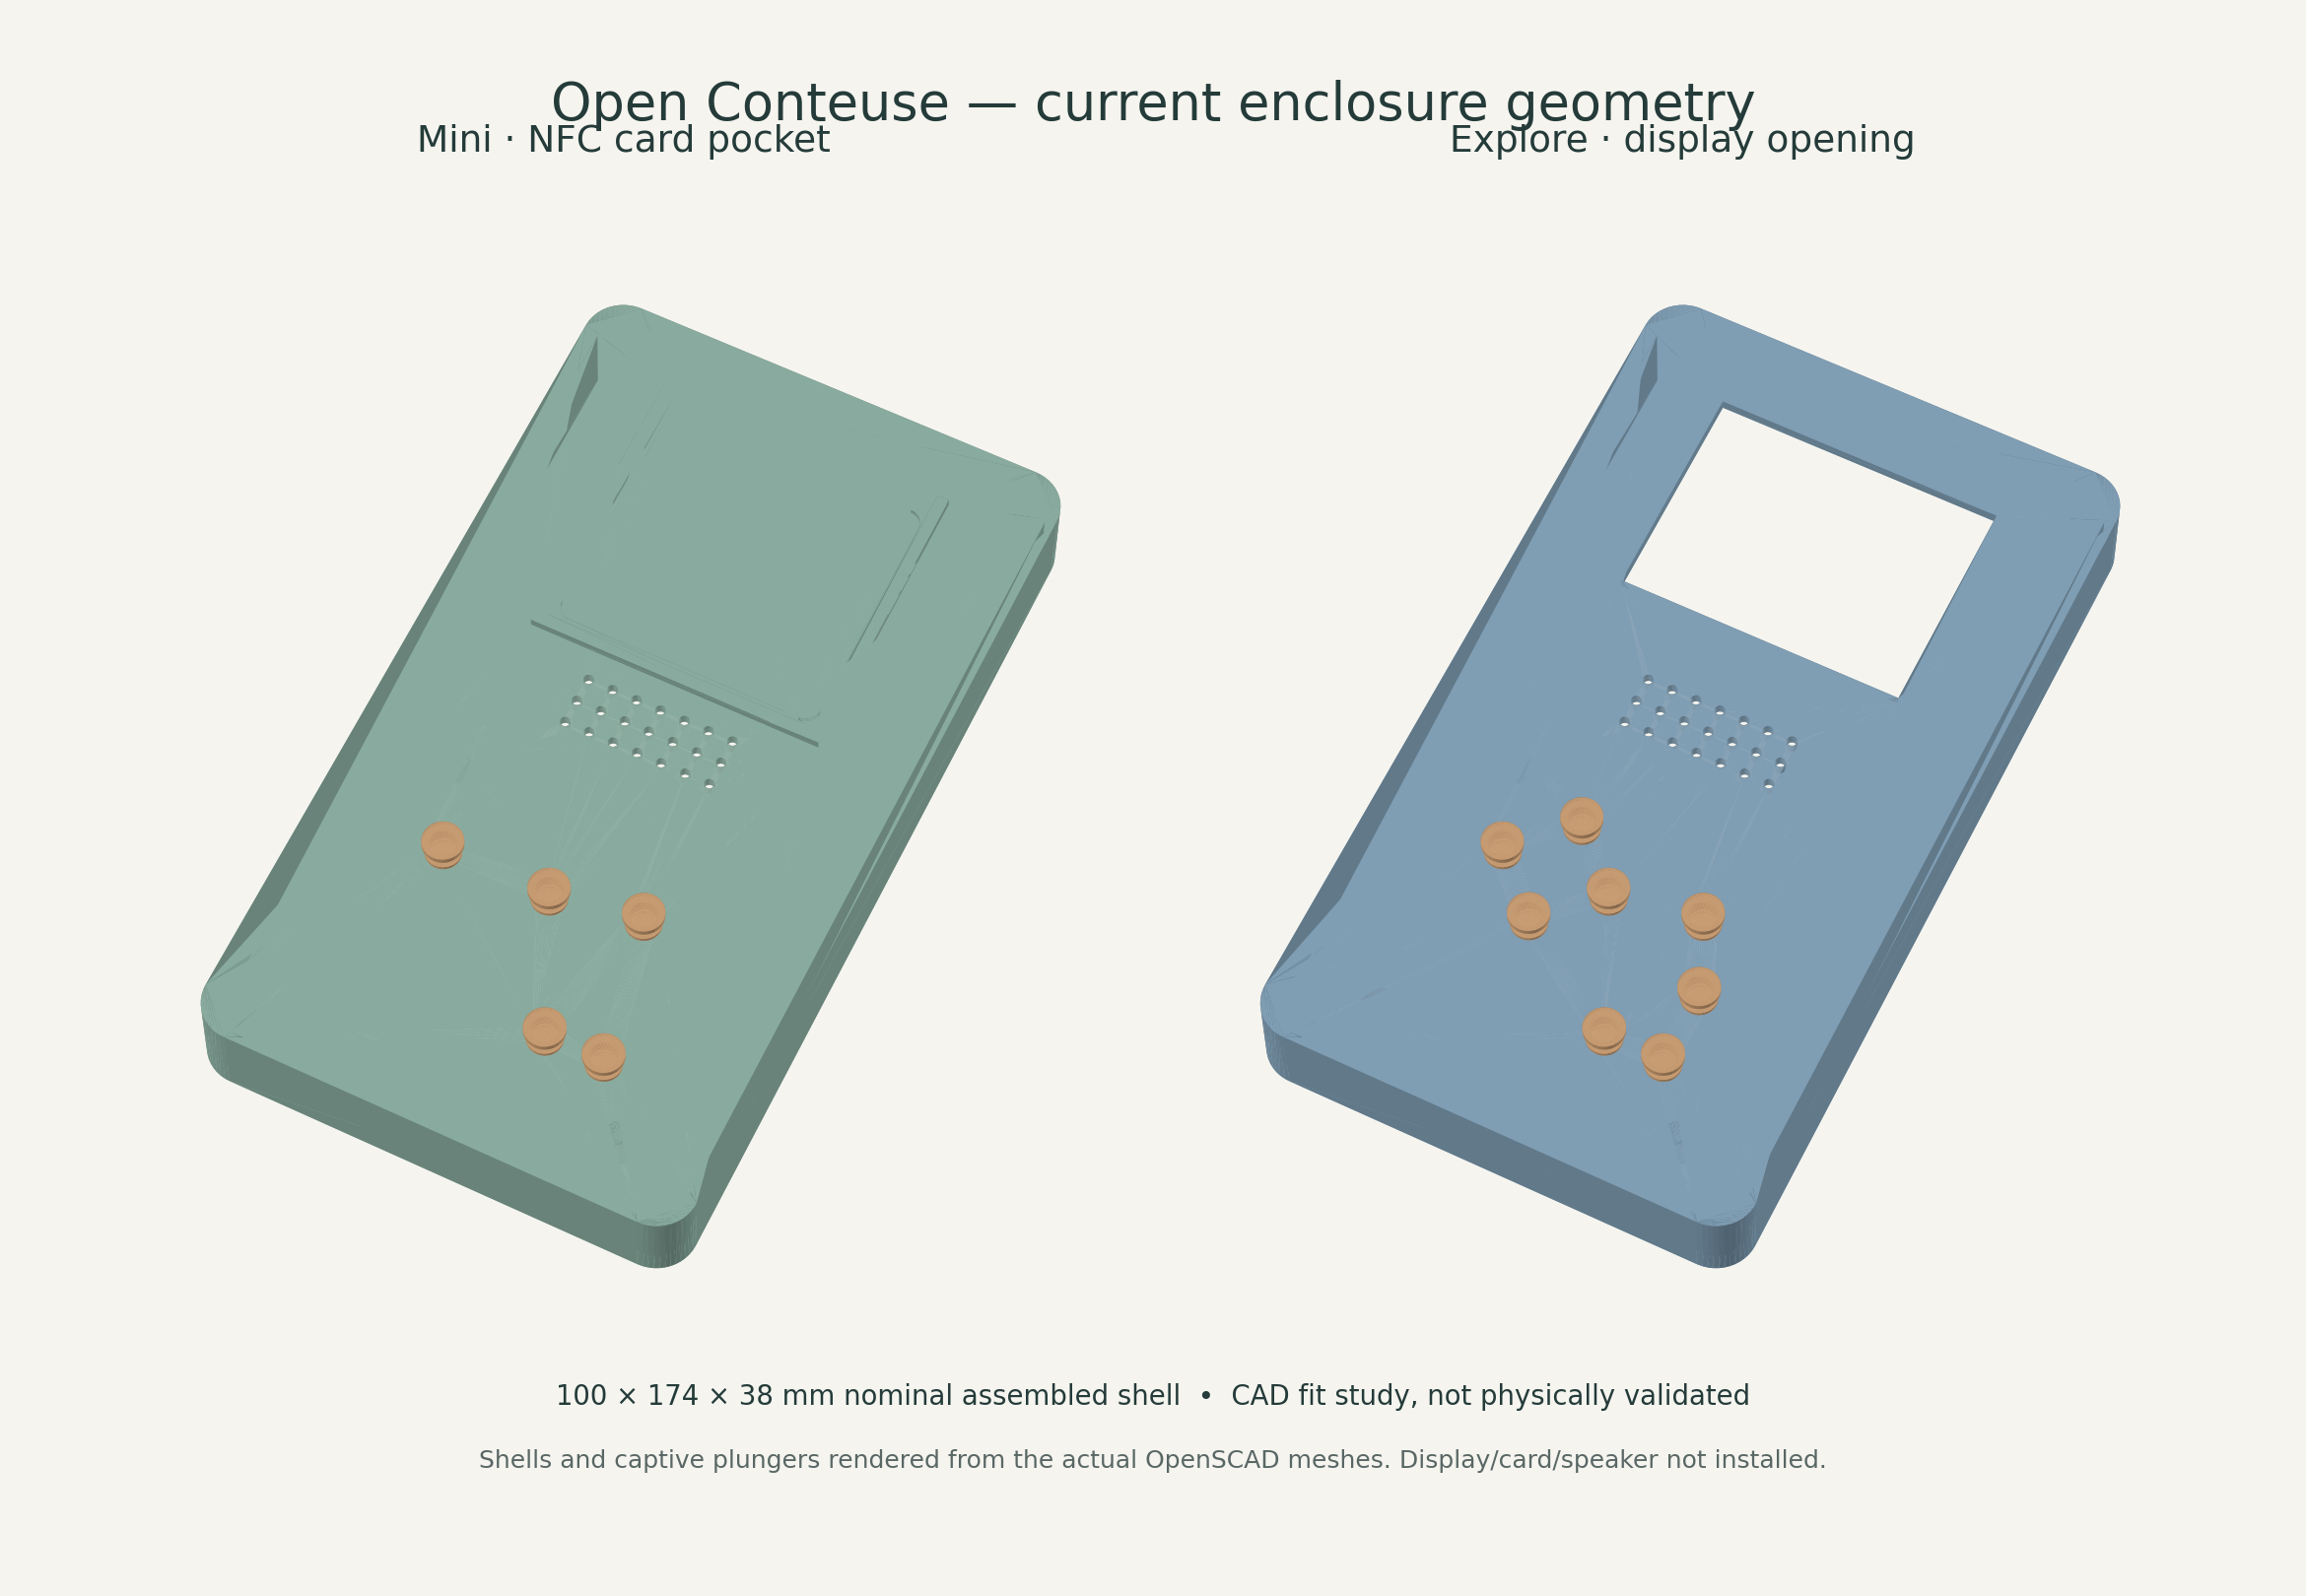 Open Conteuse — current enclosure geometry
Mini · NFC card pocket
Explore · display opening
100 × 174 × 38 mm nominal assembled shell • CAD fit study, not physically validated
Shells and captive plungers rendered from the actual OpenSCAD meshes. Display/card/speaker not installed.